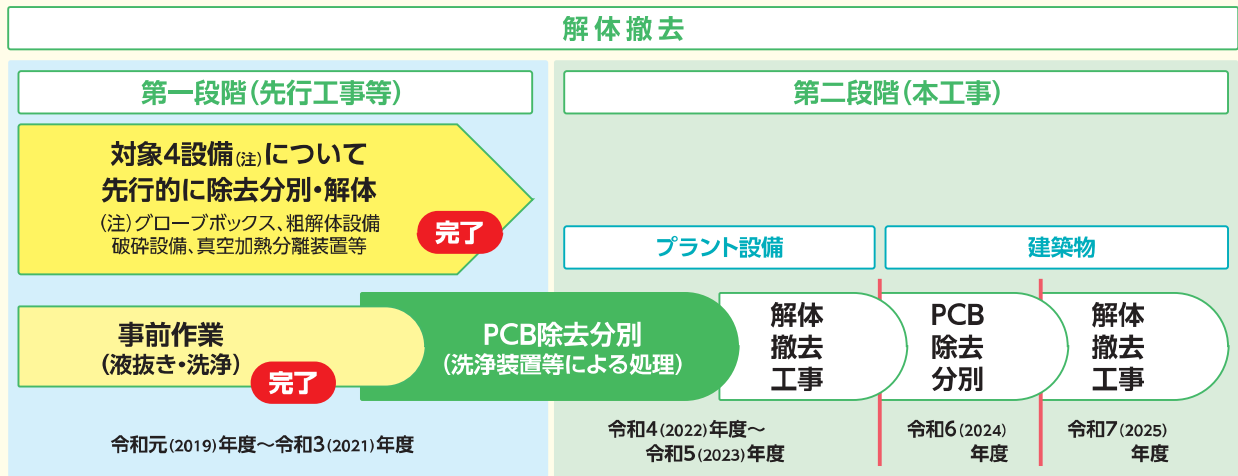 解体撤去
第一段階（先行工事等）
対象4設備(注)について
先行的に除去分別・解体
(注)グローブボックス、粗解体設備
破砕設備、真空加熱分離装置等
完了
事前作業
（液抜き・洗浄）
完了
令和元(2019)年度～令和3(2021)年度
第二段階（本工事）
プラント設備
建築物
PCB除去分別
（洗浄装置等による処理）
解体
撤去
工事
PCB
除去
分別
解体
撤去
工事
令和4(2022)年度～
令和5(2023)年度
令和6(2024)
年度
令和7(2025)
年度